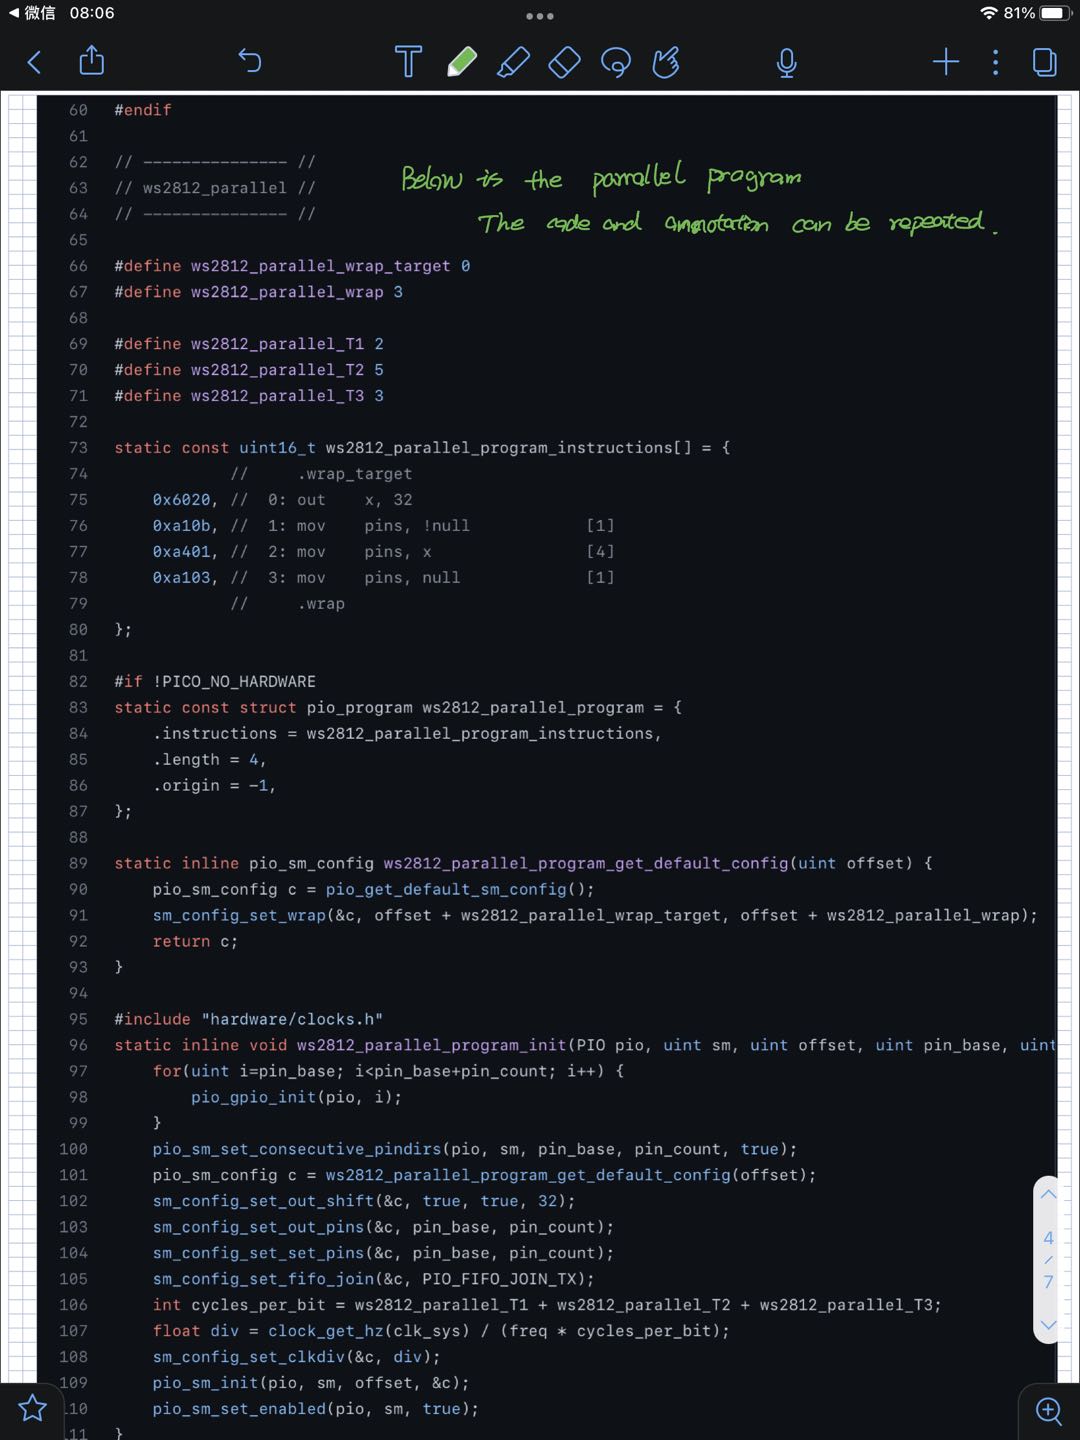 微信 08:06
81%
60 #endif
61
62 // --------------- //
63 // ws2812_parallel //
64 // --------------- //
Below is the parrallel program
The code and annotation can be repeated.
65
66 #define ws2812_parallel_wrap_target 0
67 #define ws2812_parallel_wrap 3
68
69 #define ws2812_parallel_T1 2
70 #define ws2812_parallel_T2 5
71 #define ws2812_parallel_T3 3
72
73 static const uint16_t ws2812_parallel_program_instructions[] = {
74 // .wrap_target
75 0x6020, // 0: out x, 32
76 0xa10b, // 1: mov pins, !null [1]
77 0xa401, // 2: mov pins, x [4]
78 0xa103, // 3: mov pins, null [1]
79 // .wrap
80 };
81
82 #if !PICO_NO_HARDWARE
83 static const struct pio_program ws2812_parallel_program = {
84 .instructions = ws2812_parallel_program_instructions,
85 .length = 4,
86 .origin = -1,
87 };
88
89 static inline pio_sm_config ws2812_parallel_program_get_default_config(uint offset) {
90 pio_sm_config c = pio_get_default_sm_config();
91 sm_config_set_wrap(&c, offset + ws2812_parallel_wrap_target, offset + ws2812_parallel_wrap);
92 return c;
93 }
94
95 #include "hardware/clocks.h"
96 static inline void ws2812_parallel_program_init(PIO pio, uint sm, uint offset, uint pin_base, uint
97 for(uint i=pin_base; i<pin_base+pin_count; i++) {
98 pio_gpio_init(pio, i);
99 }
100 pio_sm_set_consecutive_pindirs(pio, sm, pin_base, pin_count, true);
101 pio_sm_config c = ws2812_parallel_program_get_default_config(offset);
102 sm_config_set_out_shift(&c, true, true, 32);
103 sm_config_set_out_pins(&c, pin_base, pin_count);
104 sm_config_set_set_pins(&c, pin_base, pin_count);
105 sm_config_set_fifo_join(&c, PIO_FIFO_JOIN_TX);
106 int cycles_per_bit = ws2812_parallel_T1 + ws2812_parallel_T2 + ws2812_parallel_T3;
107 float div = clock_get_hz(clk_sys) / (freq * cycles_per_bit);
108 sm_config_set_clkdiv(&c, div);
109 pio_sm_init(pio, sm, offset, &c);
110 pio_sm_set_enabled(pio, sm, true);
111 }
4
/
7